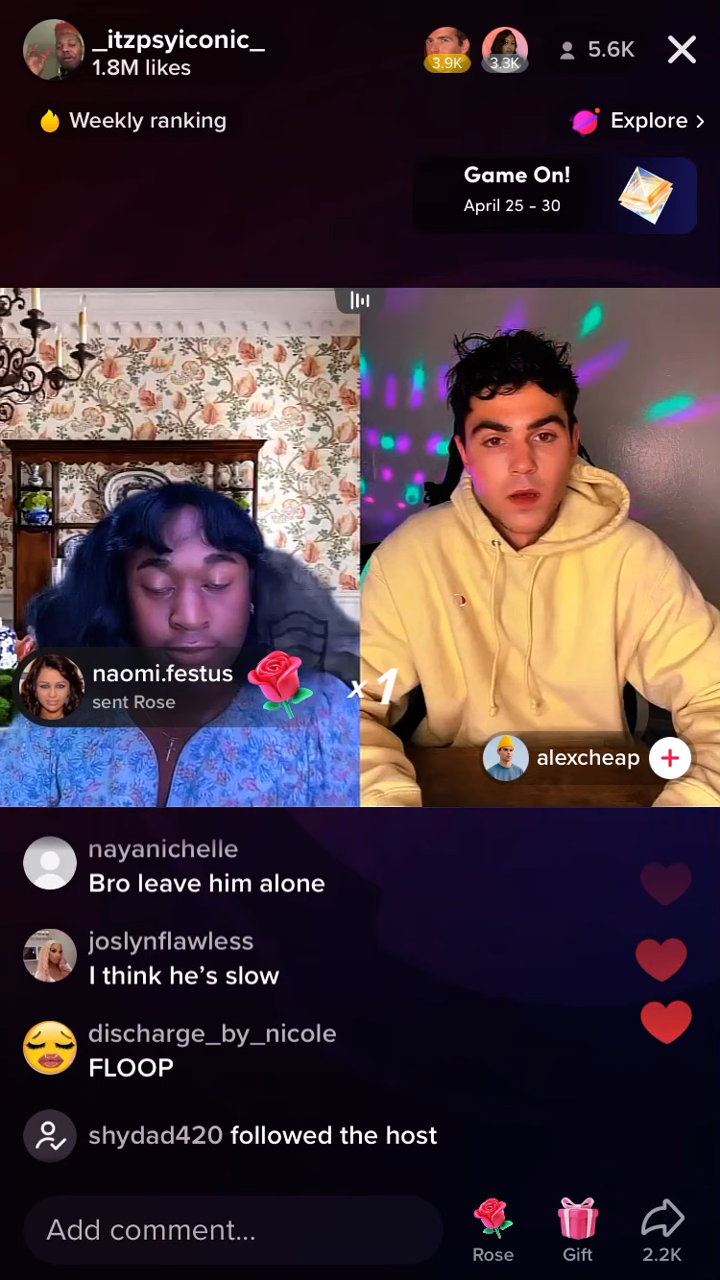 _itzpsyiconic_
1.8M likes
3.9K
3.3K
5.6K
Weekly ranking
Explore
Game On!
April 25 - 30
naomi.festus
sent Rose
x1
alexcheap
nayanichelle
Bro leave him alone
joslynflawless
I think he’s slow
discharge_by_nicole
FLOOP
shydad420 followed the host
Add comment...
Rose
Gift
2.2K